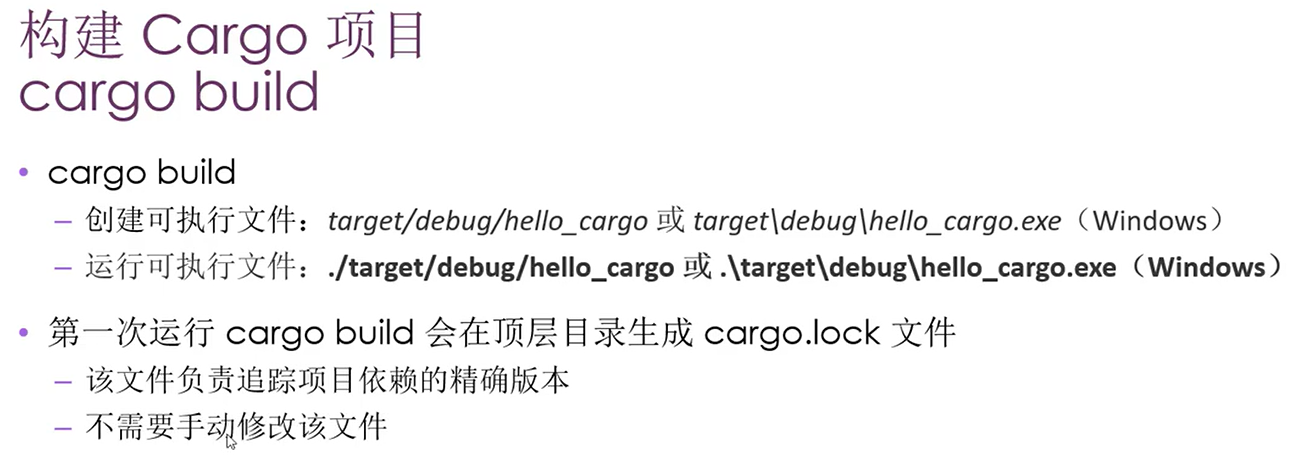 构建 Cargo 项目
cargo build
• cargo build
– 创建可执行文件：target/debug/hello_cargo 或 target\debug\hello_cargo.exe（Windows）
– 运行可执行文件：./target/debug/hello_cargo 或 .\target\debug\hello_cargo.exe（Windows）
• 第一次运行 cargo build 会在顶层目录生成 cargo.lock 文件
– 该文件负责追踪项目依赖的精确版本
– 不需要手动修改该文件